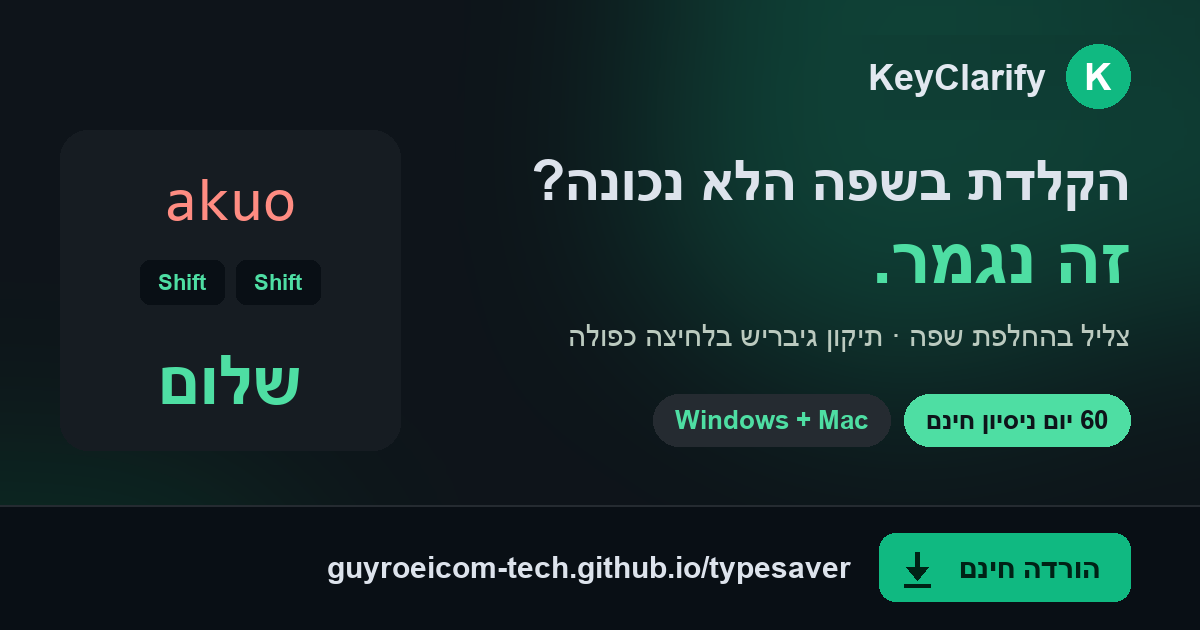 KeyClarify K
הקלדת בשפה הלא נכונה?
זה נגמר.
צליל בהחלפת שפה · תיקון גיבריש בלחיצה כפולה
60 יום ניסיון חינם
Windows + Mac
akuo
Shift Shift
שלום
הורדה חינם
guyroeicom-tech.github.io/typesaver